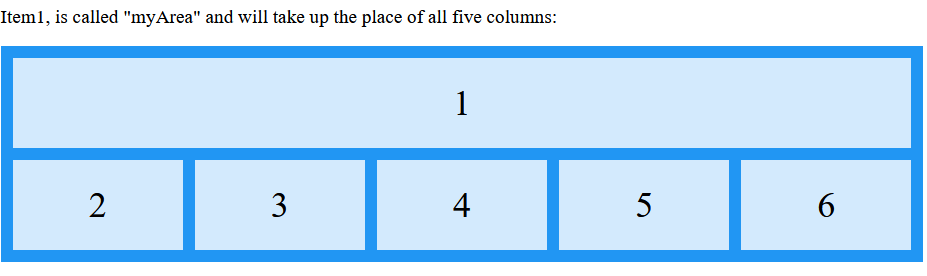 Item1, is called "myArea" and will take up the place of all five columns:
1
2 3 4 5 6